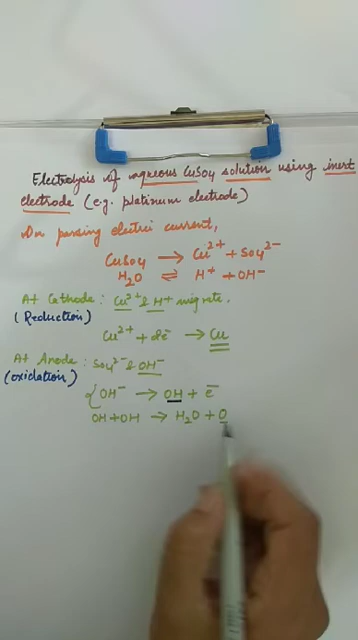 Electrolysis of aqueous CuSO4 solution using inert
electrode (e.g. platinum electrode)
On passing electric current,
CuSO4 → Cu²⁺ + SO4²⁻
H₂O ⇌ H⁺ + OH⁻
At Cathode : Cu²⁺ & H⁺ migrate.
(Reduction)
Cu²⁺ + 2e⁻ → Cu
At Anode : SO4²⁻ & OH⁻
(oxidation)
{OH⁻ → OH + e⁻
OH + OH → H₂O + O